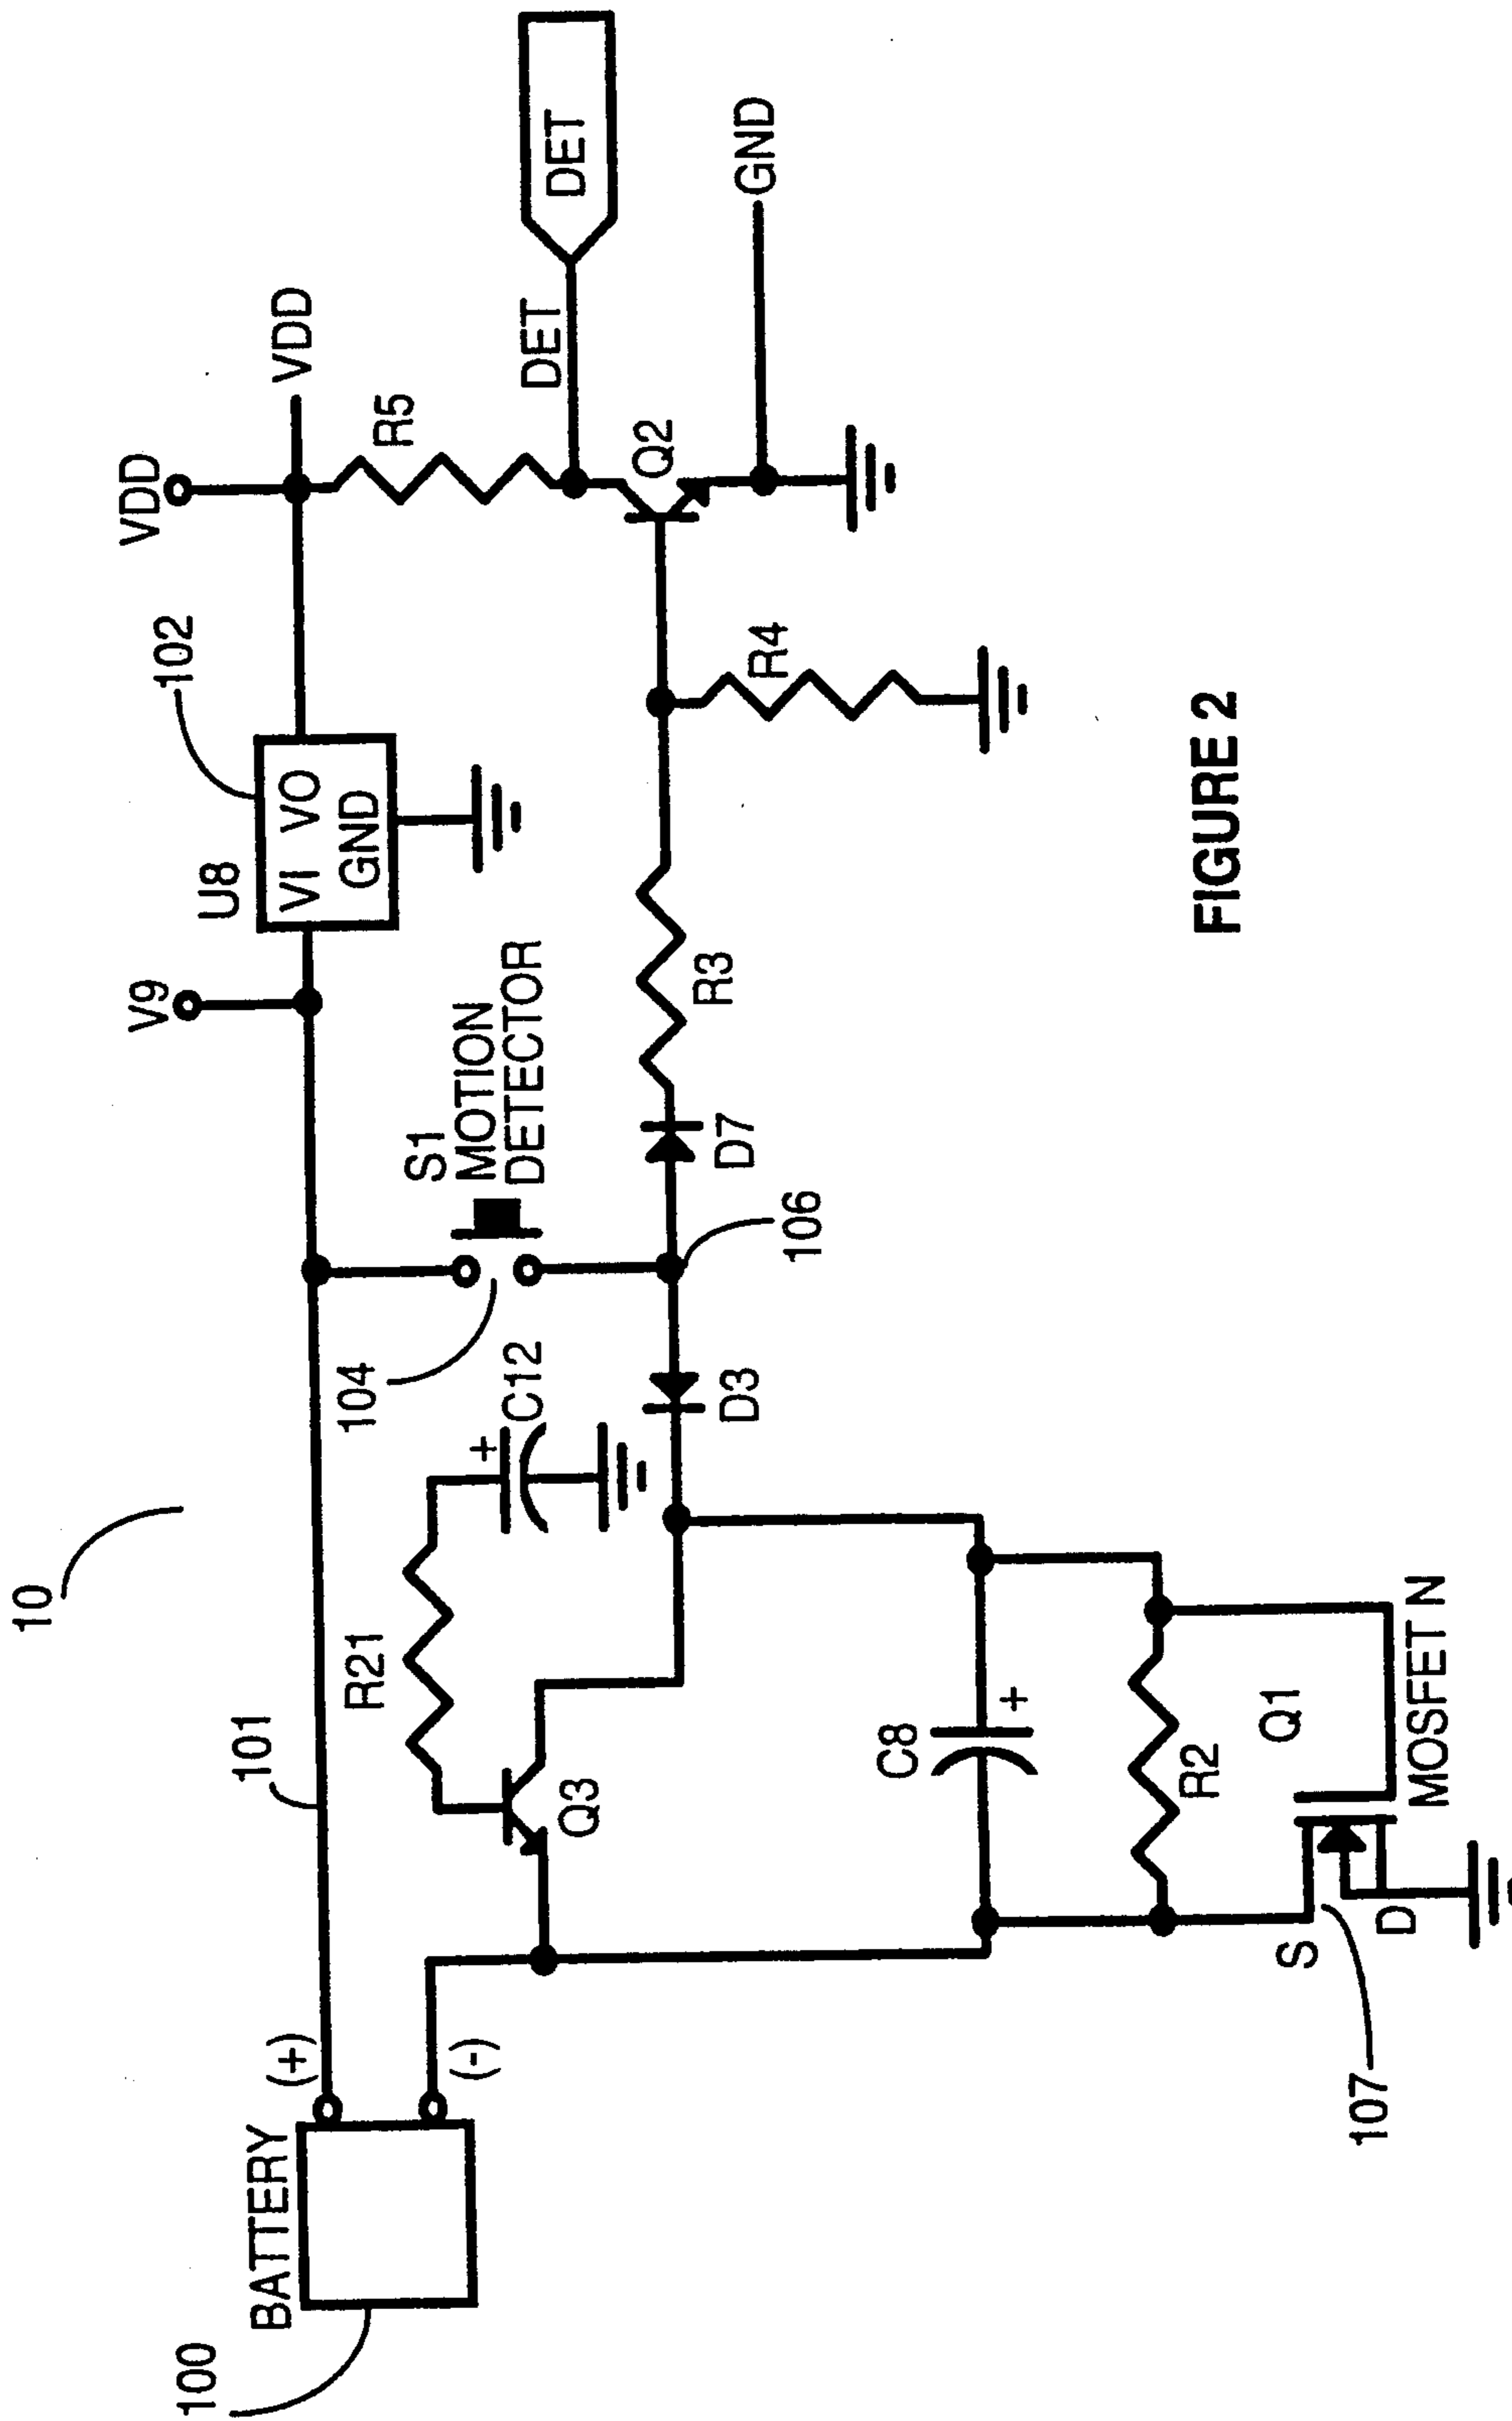 10
100
BATTERY
(+)
(-)
101
R21
Q3
C12
+
104
S1
MOTION
DETECTOR
V9
U8
VI VO
GND
102
VDD
VDD
R5
DET
DET
Q2
GND
R4
R3
D7
106
D3
C8
+
R2
Q1
MOSFET N
S
D
107
FIGURE 2